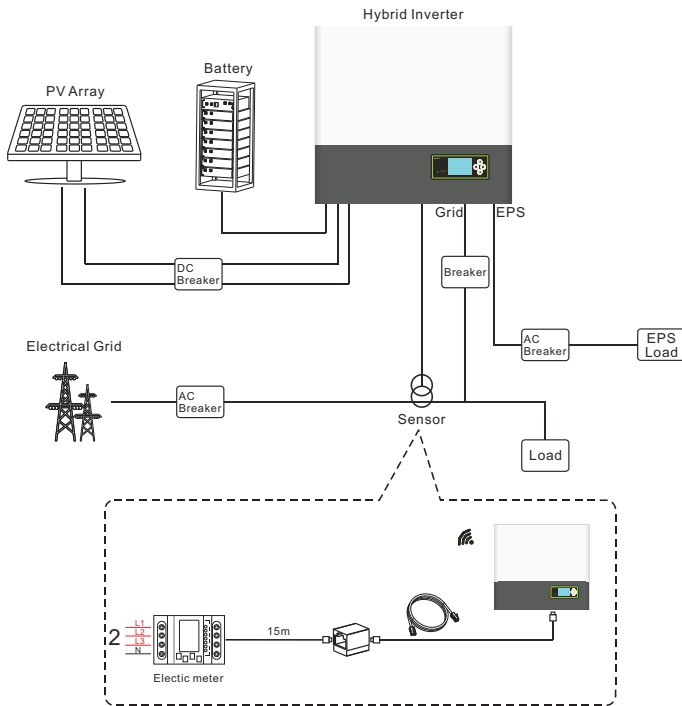 Hybrid Inverter
Battery
PV Array
Grid
EPS
DC
Breaker
Breaker
AC
Breaker
EPS
Load
Electrical Grid
AC
Breaker
Sensor
Load
L1
L2
L3
N
2
15m
Electic meter